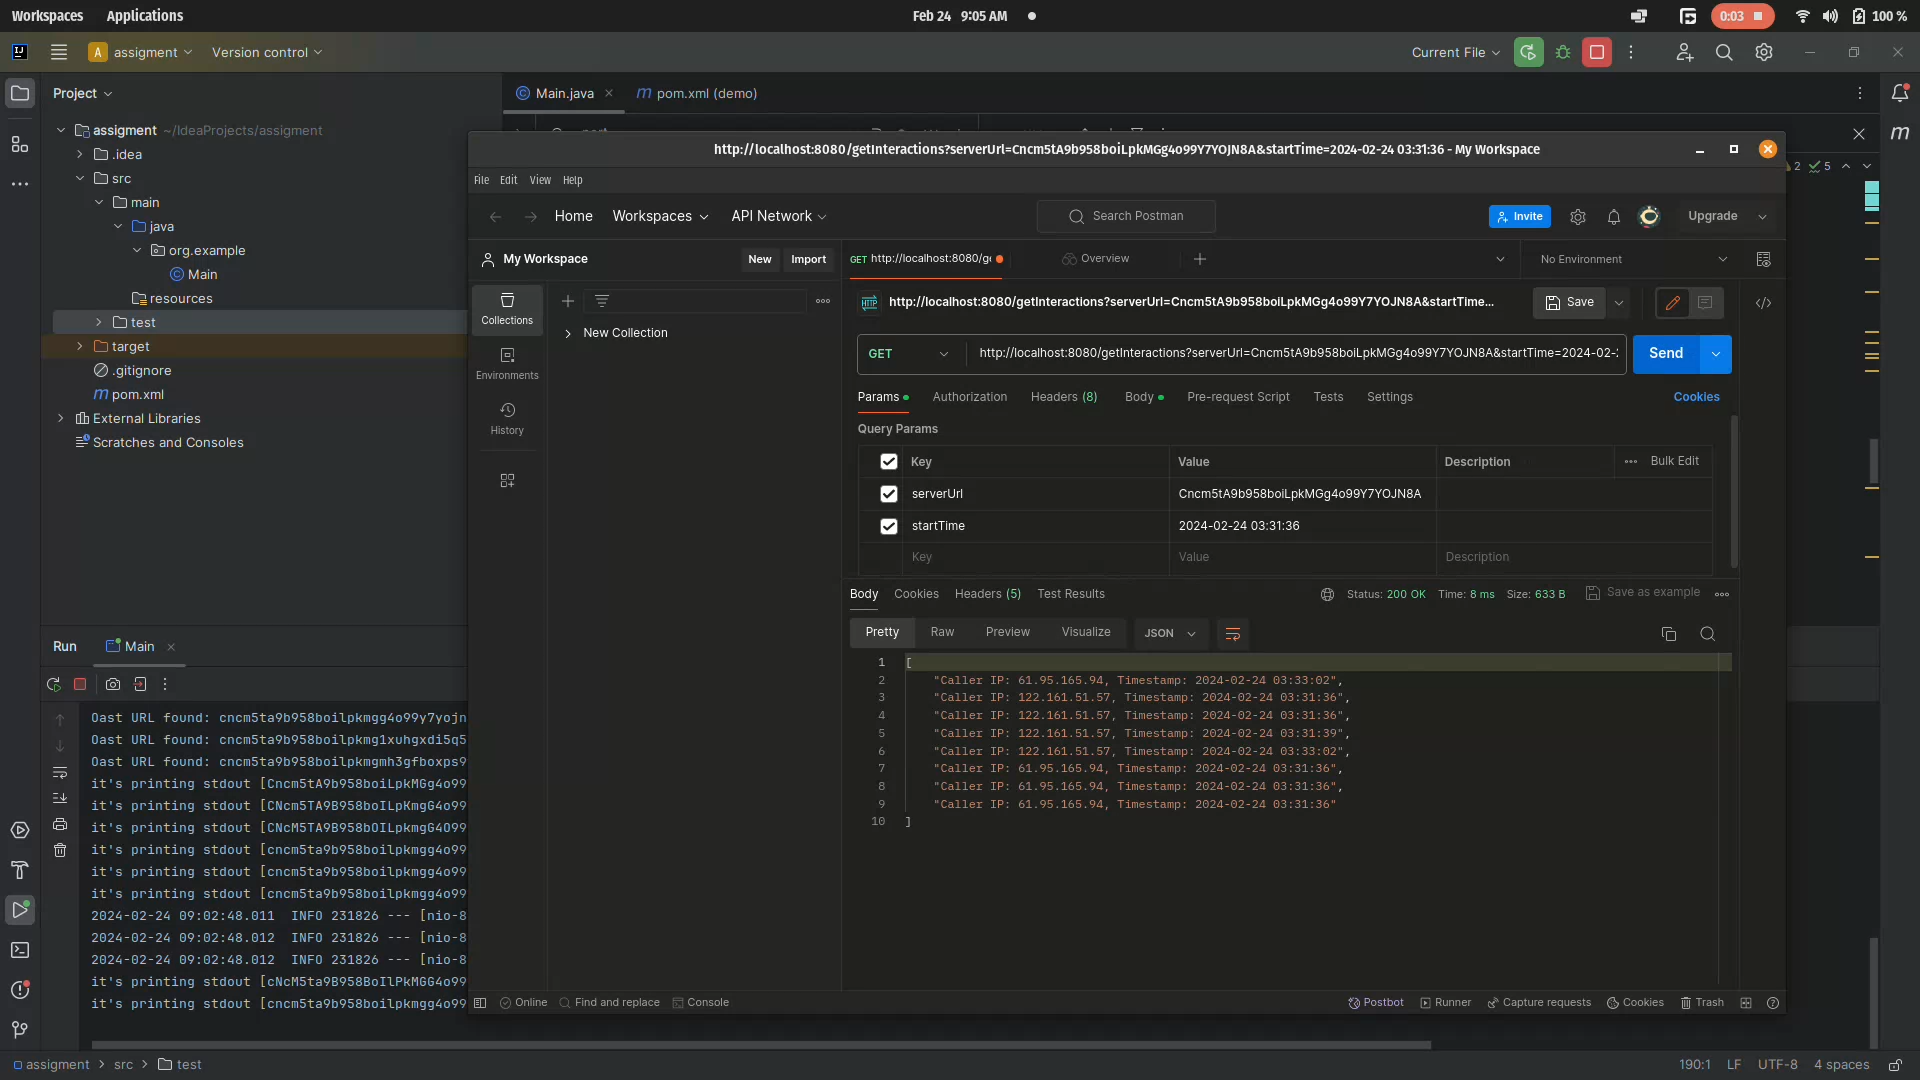 Workspaces Applications Feb 24 9:05 AM 0:03 100 %
A assigment Version control Current File
Project
Main.java
m pom.xml (demo)
assigment ~/IdeaProjects/assigment
.idea
src
main
java
org.example
Main
resources
test
target
.gitignore
m pom.xml
External Libraries
Scratches and Consoles
2 5
http://localhost:8080/getInteractions?serverUrl=Cncm5tA9b958boiLpkMGg4o99Y7YOJN8A&startTime=2024-02-24 03:31:36 - My Workspace
File Edit View Help
Home Workspaces API Network Search Postman Invite Upgrade
My Workspace New Import
GET http://localhost:8080/ge Overview No Environment
Collections
New Collection
Environments
History
HTTP http://localhost:8080/getInteractions?serverUrl=Cncm5tA9b958boiLpkMGg4o99Y7YOJN8A&startTime... Save
GET http://localhost:8080/getInteractions?serverUrl=Cncm5tA9b958boiLpkMGg4o99Y7YOJN8A&startTime=2024-02-: Send
Params Authorization Headers (8) Body Pre-request Script Tests Settings Cookies
Query Params
Key Value Description Bulk Edit
serverUrl Cncm5tA9b958boiLpkMGg4o99Y7YOJN8A
startTime 2024-02-24 03:31:36
Key Value Description
Body Cookies Headers (5) Test Results Status: 200 OK Time: 8 ms Size: 633 B Save as example
Pretty Raw Preview Visualize JSON
1 [
2 "Caller IP: 61.95.165.94, Timestamp: 2024-02-24 03:33:02",
3 "Caller IP: 122.161.51.57, Timestamp: 2024-02-24 03:31:36",
4 "Caller IP: 122.161.51.57, Timestamp: 2024-02-24 03:31:36",
5 "Caller IP: 122.161.51.57, Timestamp: 2024-02-24 03:31:39",
6 "Caller IP: 122.161.51.57, Timestamp: 2024-02-24 03:33:02",
7 "Caller IP: 61.95.165.94, Timestamp: 2024-02-24 03:31:36",
8 "Caller IP: 61.95.165.94, Timestamp: 2024-02-24 03:31:36",
9 "Caller IP: 61.95.165.94, Timestamp: 2024-02-24 03:31:36"
10 ]
Online Find and replace Console Postbot Runner Capture requests Cookies Trash
Run Main
Oast URL found: cncm5ta9b958boilpkmgg4o99y7yojn
Oast URL found: cncm5ta9b958boilpkmg1xuhgxdi5q5
Oast URL found: cncm5ta9b958boilpkmgmh3gfboxps9
it's printing stdout [Cncm5tA9b958boiLpkMGg4o99
it's printing stdout [CNcm5TA9B958boILpKmgG4O99
it's printing stdout [CNcM5TA9B958bOILpkmgG4O99
it's printing stdout [cncm5ta9b958boilpkmgg4o99
it's printing stdout [cncm5ta9b958boilpkmgg4o99
it's printing stdout [cncm5ta9b958boilpkmgg4o99
2024-02-24 09:02:48.011 INFO 231826 --- [nio-8
2024-02-24 09:02:48.012 INFO 231826 --- [nio-8
2024-02-24 09:02:48.012 INFO 231826 --- [nio-8
it's printing stdout [cNcM5ta9B958BoIlPkMGG4o99
it's printing stdout [cncm5ta9b958boilpkmgg4o99
assigment > src > test 190:1 LF UTF-8 4 spaces